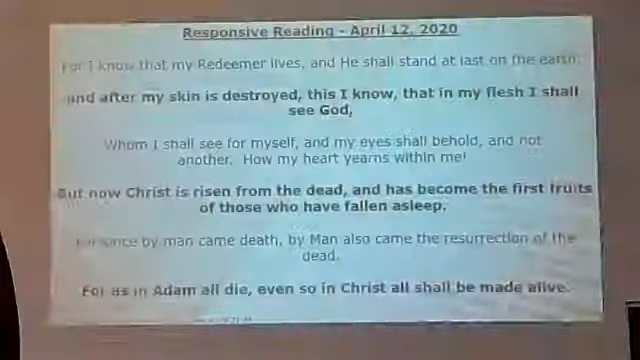 Responsive Reading - April 12, 2020
For I know that my Redeemer lives, and He shall stand at last on the earth;
and after my skin is destroyed, this I know, that in my flesh I shall
see God,
Whom I shall see for myself, and my eyes shall behold, and not
another. How my heart yearns within me!
But now Christ is risen from the dead, and has become the first fruits
of those who have fallen asleep.
For since by man came death, by Man also came the resurrection of the
dead.
For as in Adam all die, even so in Christ all shall be made alive.